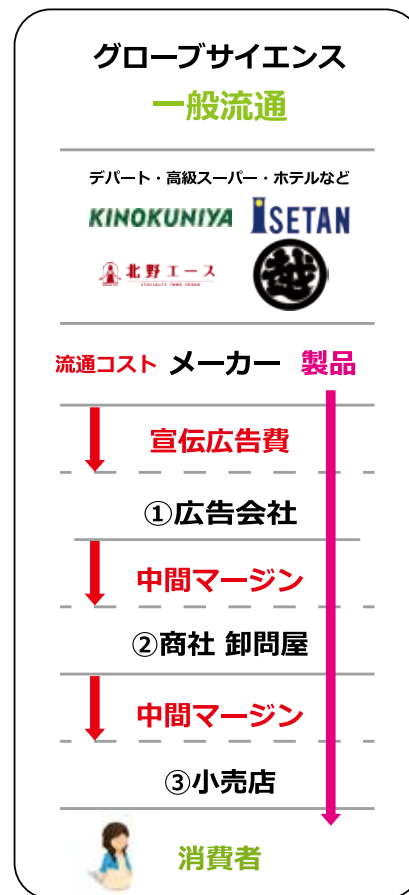 グローブサイエンス
一般流通
デパート・高級スーパー・ホテルなど
KINOKUNIYA ISETAN
北野エース 越
流通コスト メーカー 製品
宣伝広告費
①広告会社
中間マージン
②商社 卸問屋
中間マージン
③小売店
消費者